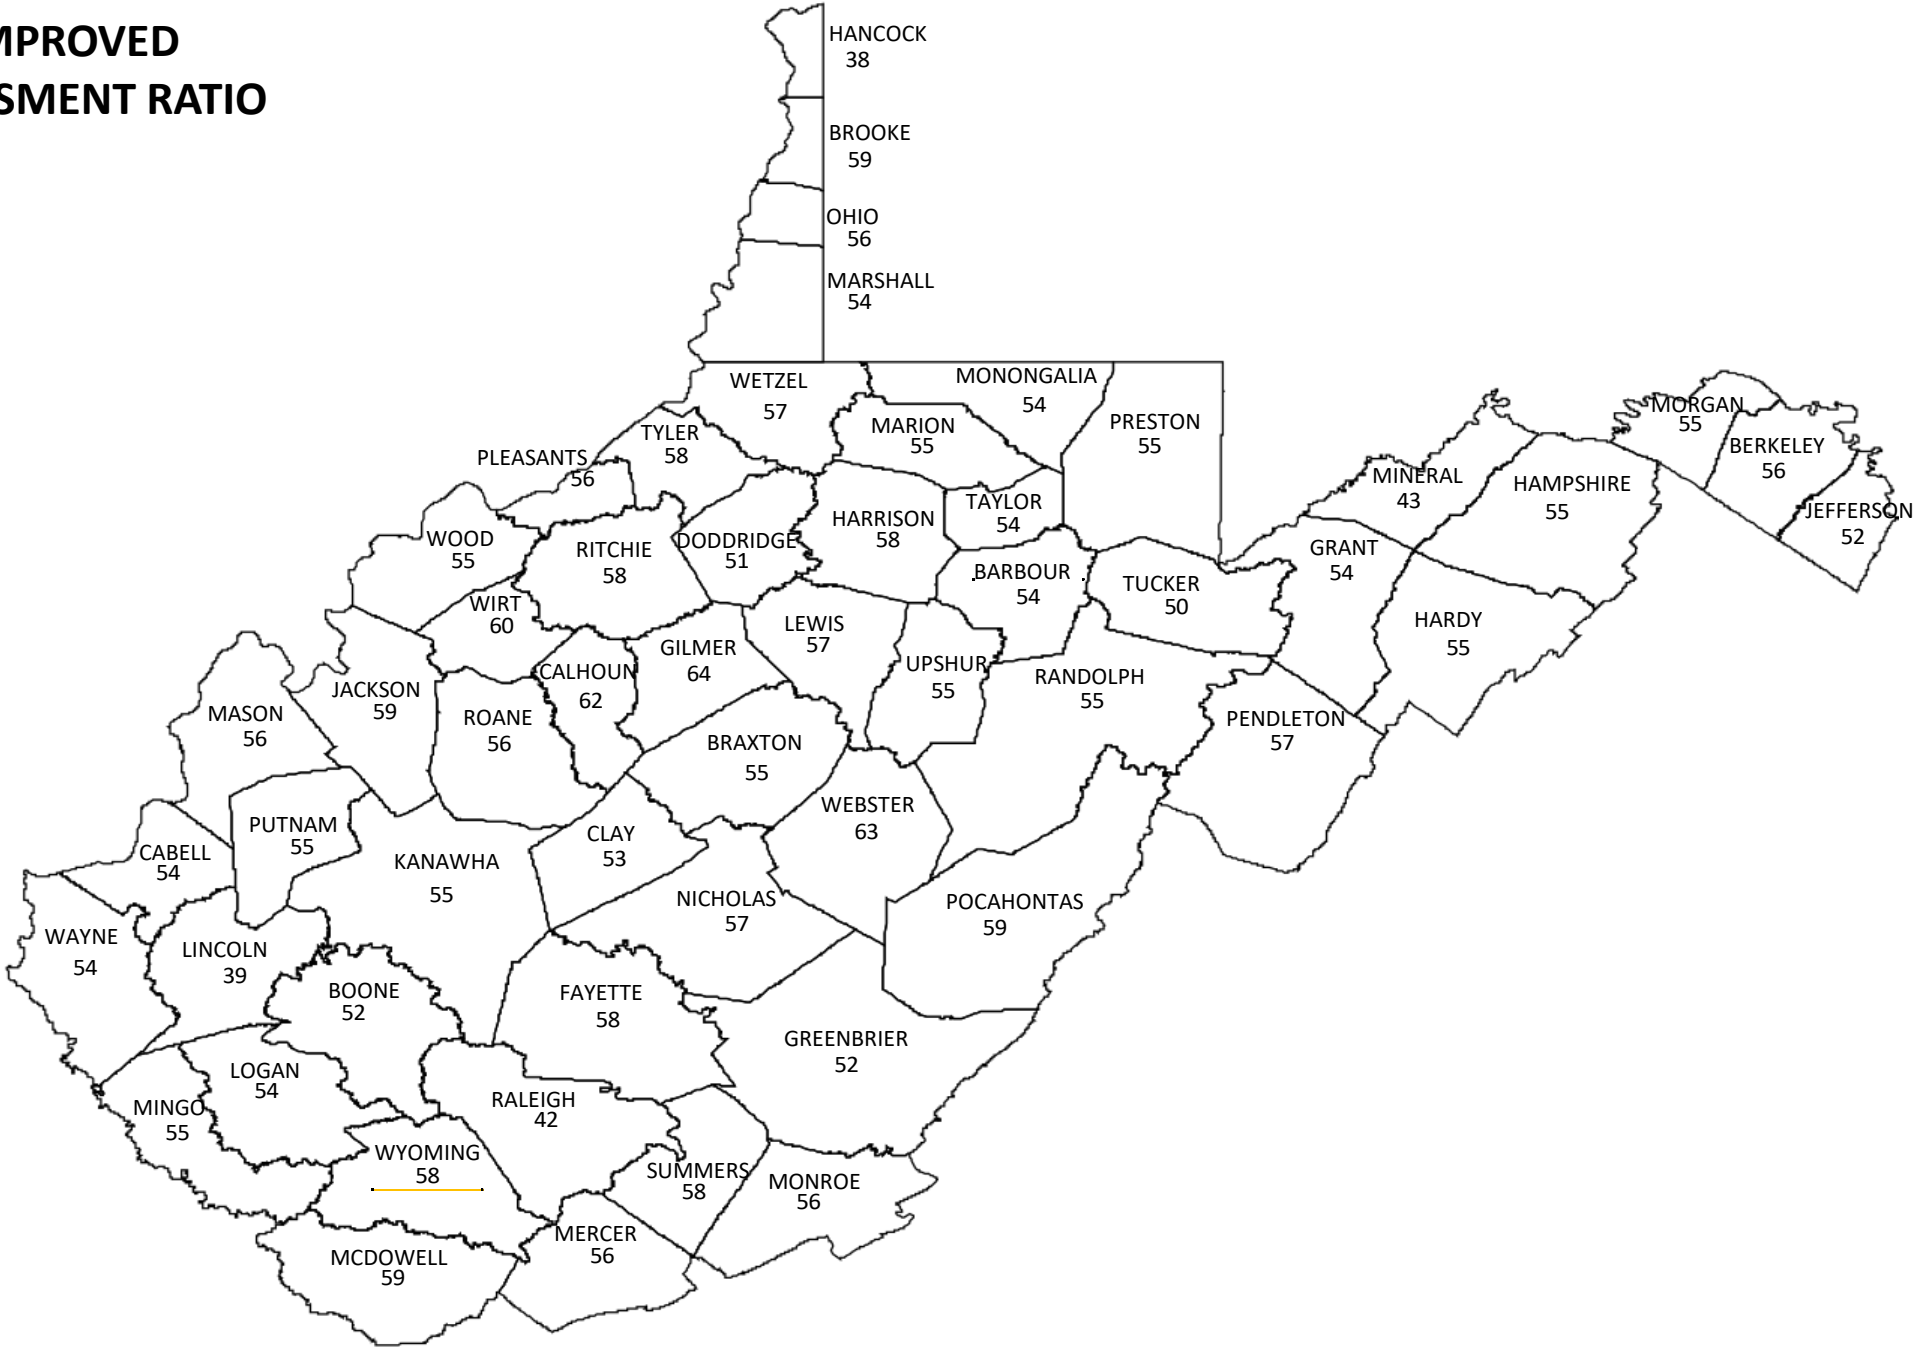 MPROVED
SMENT RATIO
HANCOCK
38
BROOKE
59
OHIO
56
MARSHALL
54
WETZEL
57
MONONGALIA
54
MARION
55
PRESTON
55
TYLER
58
PLEASANTS
56
MORGAN
55
BERKELEY
56
JEFFERSON
52
MINERAL
43
HAMPSHIRE
55
TAYLOR
54
HARRISON
58
WOOD
55
RITCHIE
58
DODDRIDGE
51
GRANT
54
BARBOUR
54
TUCKER
50
HARDY
55
WIRT
60
LEWIS
57
GILMER
64
CALHOUN
62
UPSHUR
55
RANDOLPH
55
JACKSON
59
MASON
56
ROANE
56
PENDLETON
57
BRAXTON
55
WEBSTER
63
PUTNAM
55
CLAY
53
CABELL
54
KANAWHA
55
NICHOLAS
57
POCAHONTAS
59
WAYNE
54
LINCOLN
39
BOONE
52
FAYETTE
58
GREENBRIER
52
LOGAN
54
MINGO
55
RALEIGH
42
WYOMING
58
SUMMERS
58
MONROE
56
MERCER
56
MCDOWELL
59